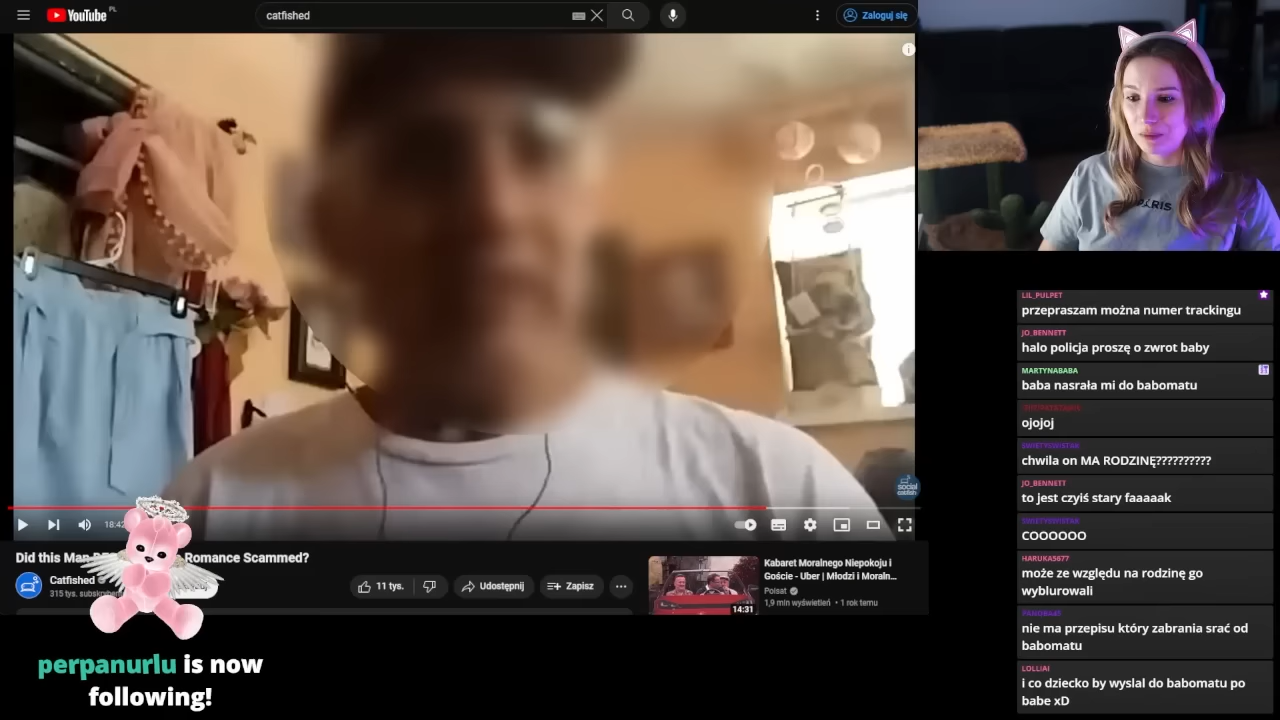 YouTube PL
catfished
Zaloguj się
PARIS
social
catfish
18:42
Did this Man
Romance Scammed?
Catfished
315 tys.
11 tys.
Udostępnij
Zapisz
Kabaret Moralnego Niepokoju i
Goście - Uber | Młodzi i Moraln...
Polsat
1,9 mln wyświetleń • 1 rok temu
14:31
perpanurlu is now
following!
LIL_PULPET
przepraszam można numer trackingu
JO_BENNETT
halo policja proszę o zwrot baby
MARTYNABABA
baba nasrała mi do babomatu
ojojoj
chwila on MA RODZINĘ??????????
JO_BENNETT
to jest czyiś stary faaaaak
COOOOOO
HARUKA5677
może ze względu na rodzinę go
wyblurowali
nie ma przepisu który zabrania srać od
babomatu
LOLLIAI
i co dziecko by wyslal do babomatu po
babe xD